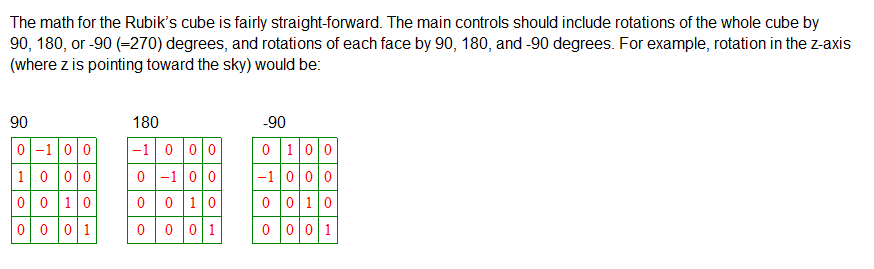 The math for the Rubik's cube is fairly straight-forward. The main controls should include rotations of the whole cube by
90, 180, or -90 (=270) degrees, and rotations of each face by 90, 180, and -90 degrees. For example, rotation in the z-axis
(where z is pointing toward the sky) would be:
90 180 -90
0 −1 0 0 −1 0 0 0 0 1 0 0
1 0 0 0 0 −1 0 0 −1 0 0 0
0 0 1 0 0 0 1 0 0 0 1 0
0 0 0 1 0 0 0 1 0 0 0 1